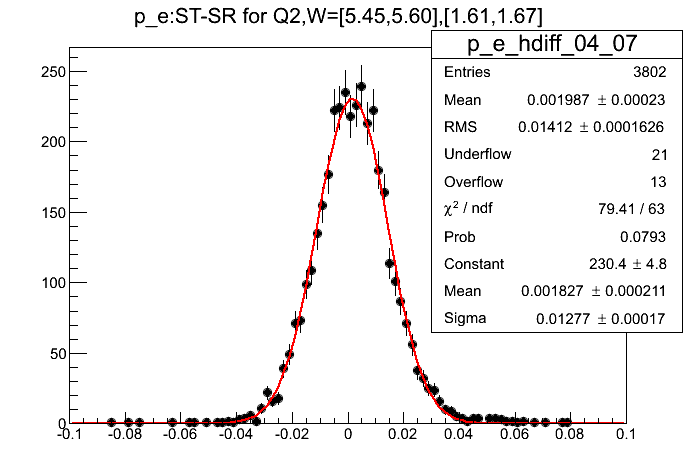 p_e:ST-SR for Q2,W=[5.45,5.60],[1.61,1.67]
p_e_hdiff_04_07
Entries 3802
Mean 0.001987 ± 0.00023
RMS 0.01412 ± 0.0001626
Underflow 21
Overflow 13
χ² / ndf 79.41 / 63
Prob 0.0793
Constant 230.4 ± 4.8
Mean 0.001827 ± 0.000211
Sigma 0.01277 ± 0.00017
250
200
150
100
50
0
-0.1 -0.08 -0.06 -0.04 -0.02 0 0.02 0.04 0.06 0.08 0.1